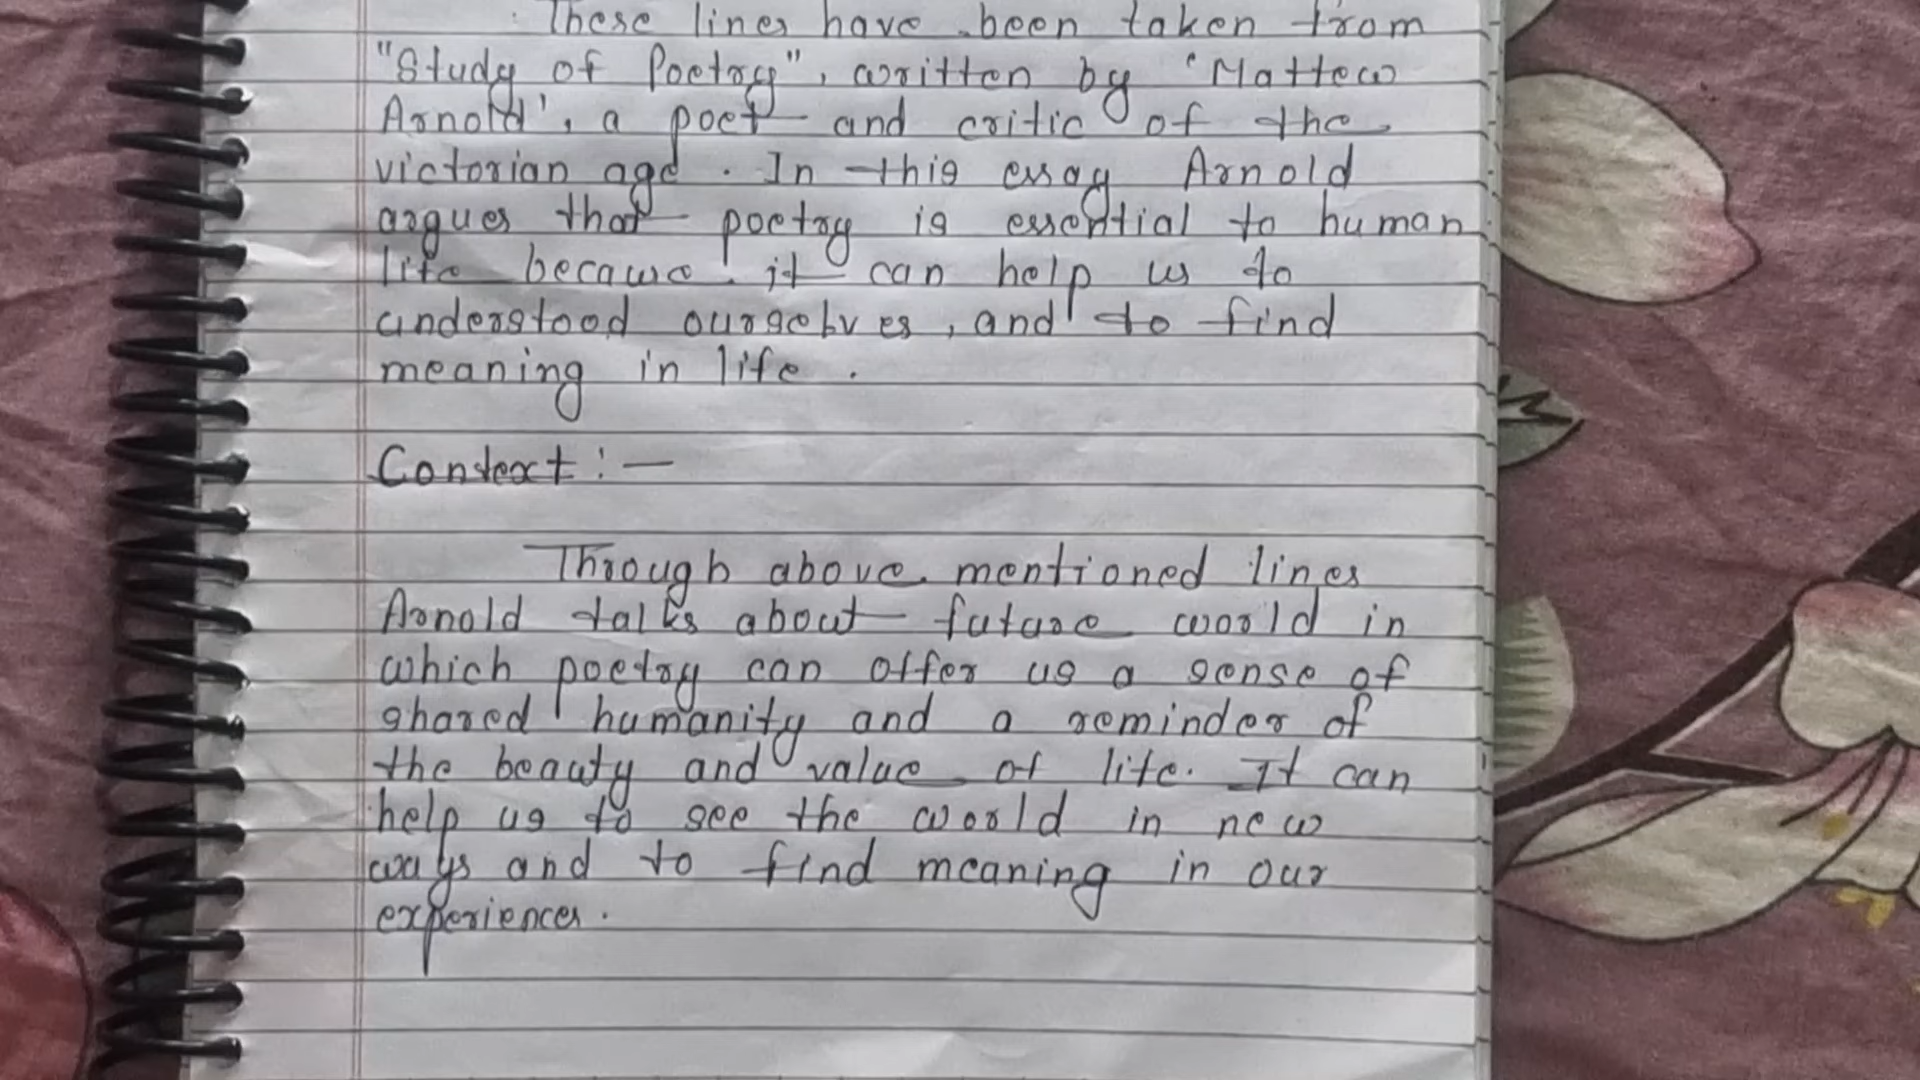 These lines have been taken from
"Study of Poetry", written by 'Mattew
Arnold', a poet and critic of the
victorian age. In this essay Arnold
argues that poetry is essential to human
life because it can help us to
understood ourselves, and to find
meaning in life.
Context:-
Through above mentioned lines
Arnold talks about future world in
which poetry can offer us a sense of
shared humanity and a reminder of
the beauty and value of life. It can
help us to see the world in new
ways and to find meaning in our
experiences.